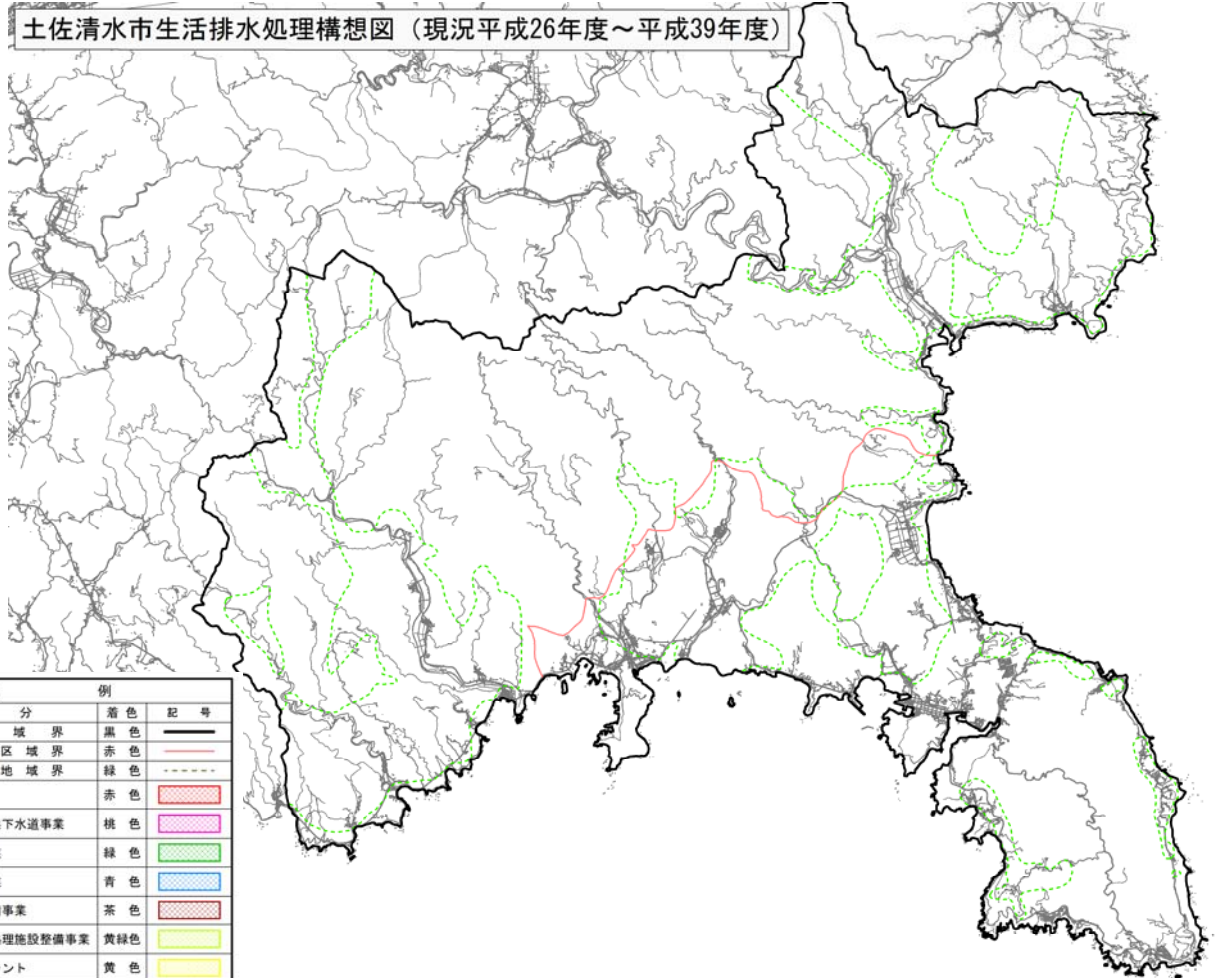 土佐清水市生活排水処理構想図（現況平成26年度～平成39年度）
例
分 着色 記号
域界 黒色
区域界 赤色
地域界 緑色
赤色
下水道事業 桃色
緑色
青色
事業 茶色
理施設整備事業 黄緑色
ント 黄色